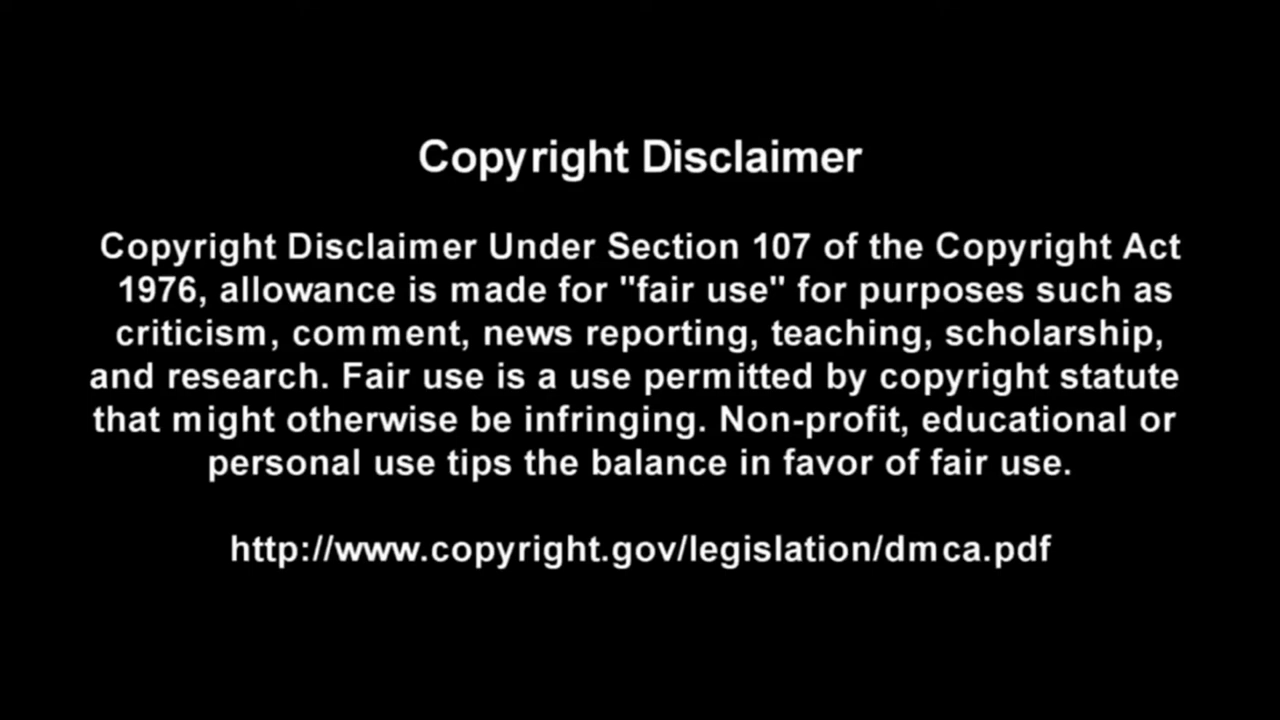 Copyright Disclaimer
Copyright Disclaimer Under Section 107 of the Copyright Act
1976, allowance is made for "fair use" for purposes such as
criticism, comment, news reporting, teaching, scholarship,
and research. Fair use is a use permitted by copyright statute
that might otherwise be infringing. Non-profit, educational or
personal use tips the balance in favor of fair use.
http://www.copyright.gov/legislation/dmca.pdf